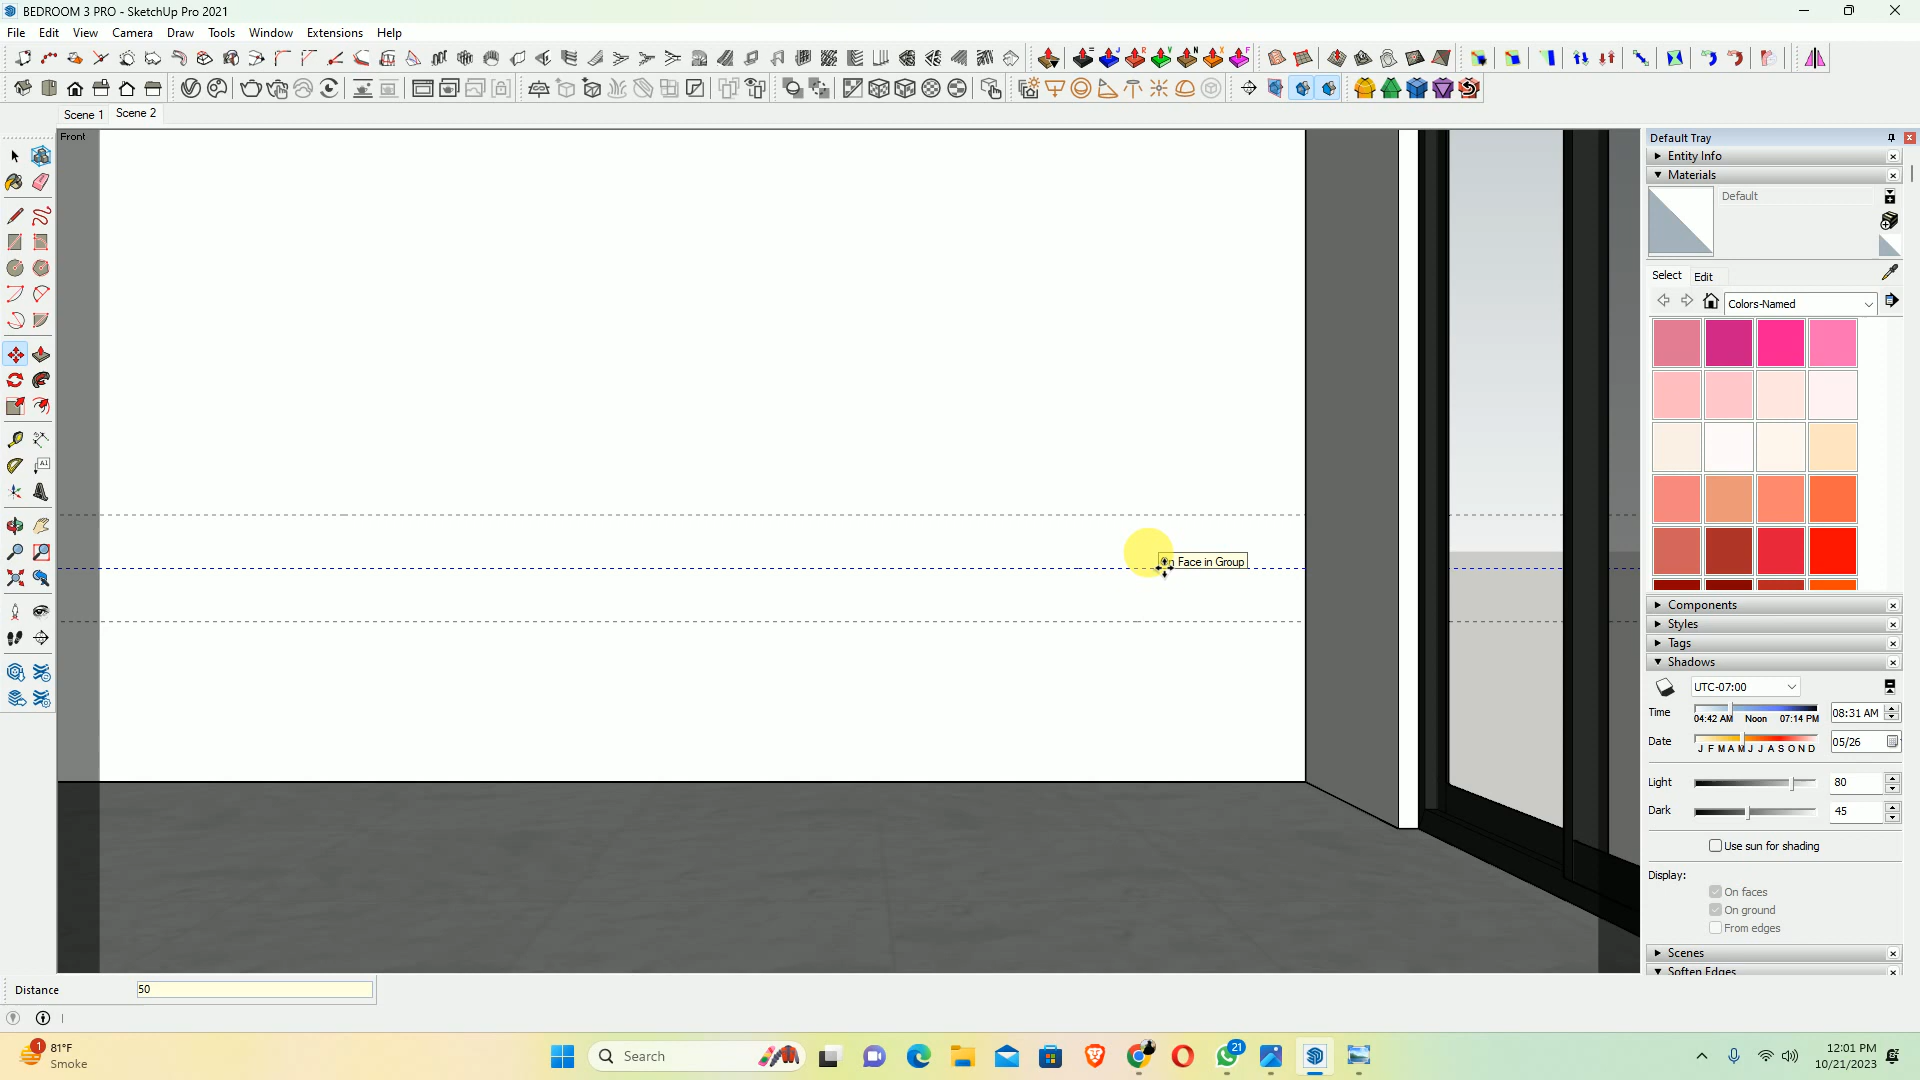 BEDROOM 3 PRO - SketchUp Pro 2021
File Edit View Camera Draw Tools Window Extensions Help
Scene 1 Scene 2
Front
Default Tray
Entity Info
Materials
Default
Select Edit
Colors-Named
Face in Group
Components
Styles
Tags
Shadows
UTC-07:00
Time 04:42 AM Noon 07:14 PM 08:31 AM
Date J F M A M J J A S O N D 05/26
Light 80
Dark 45
Use sun for shading
Display:
On faces
On ground
From edges
Scenes
Soften Edges
Distance 50
1 81°F
Smoke
Search
21
12:01 PM
10/21/2023